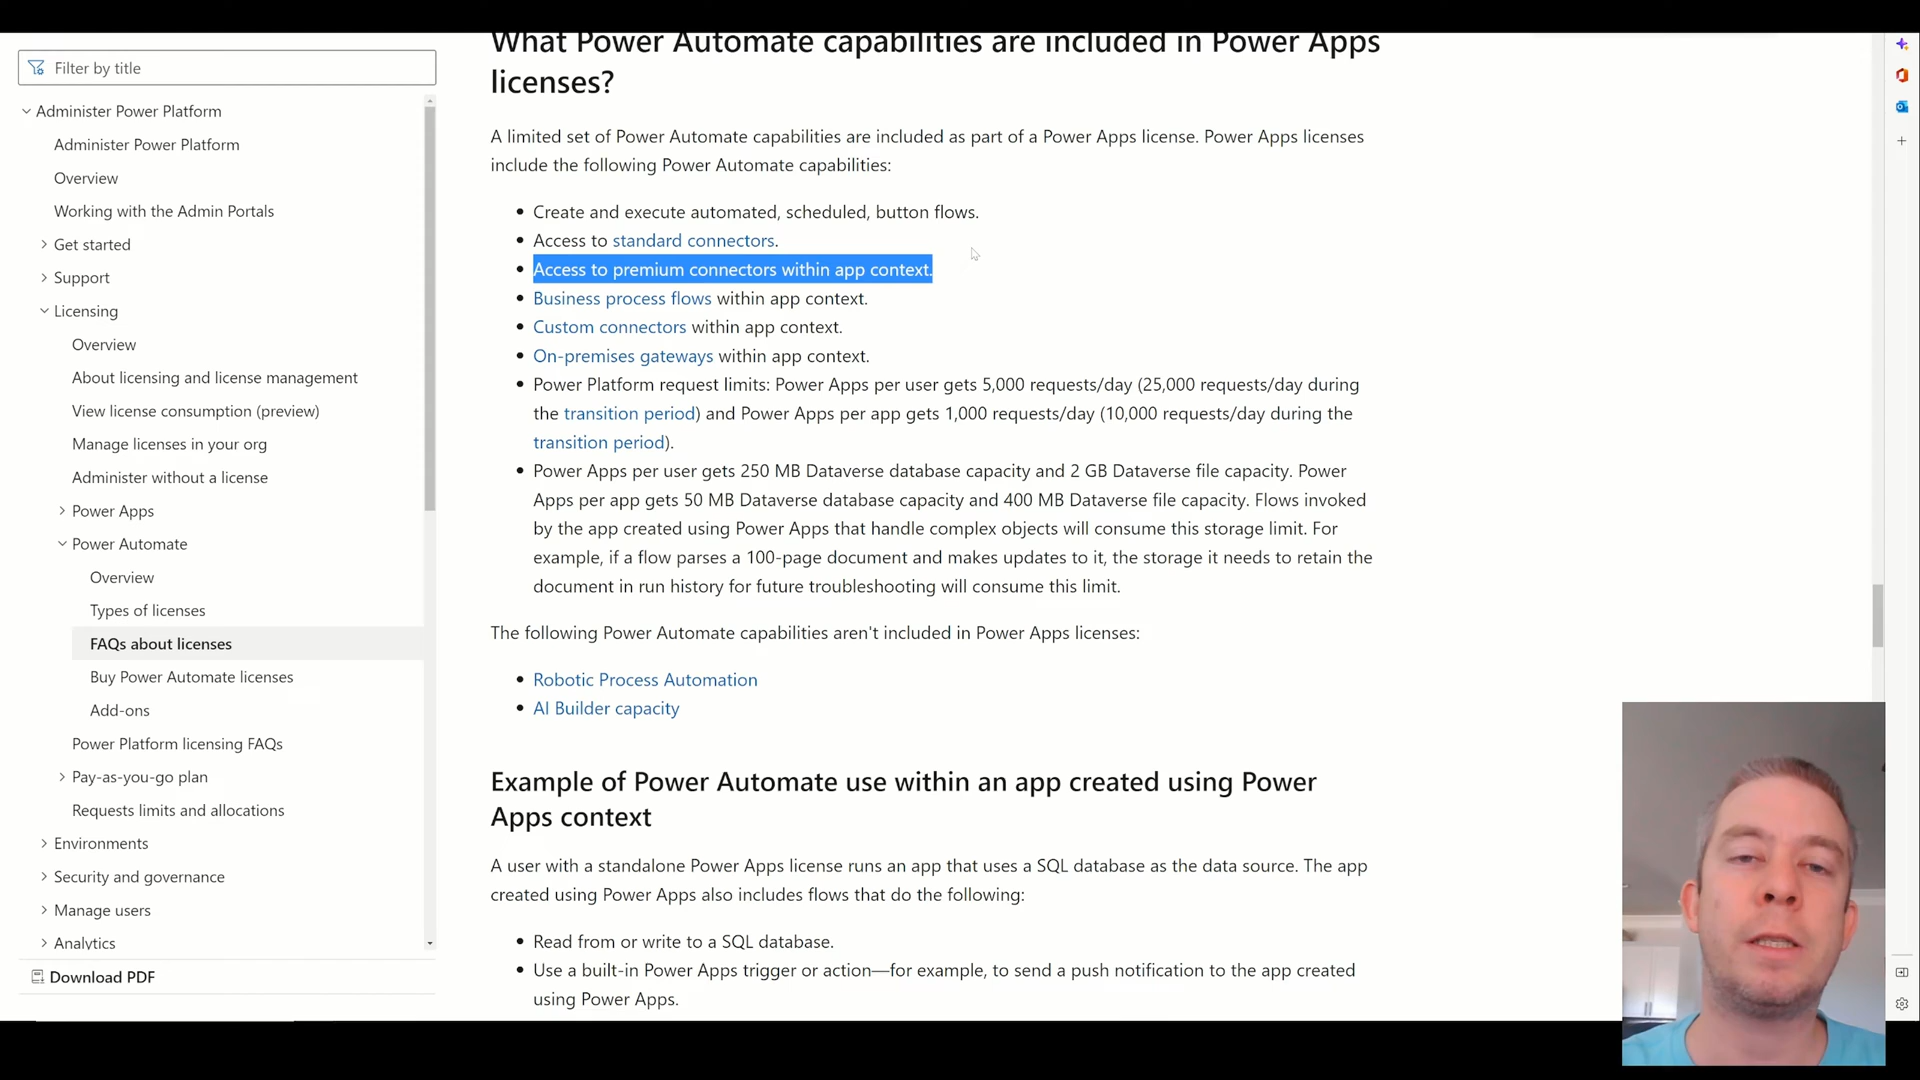 What Power Automate capabilities are included in Power Apps
licenses?
Filter by title
Administer Power Platform
Administer Power Platform
Overview
Working with the Admin Portals
Get started
Support
Licensing
Overview
About licensing and license management
View license consumption (preview)
Manage licenses in your org
Administer without a license
Power Apps
Power Automate
Overview
Types of licenses
FAQs about licenses
Buy Power Automate licenses
Add-ons
Power Platform licensing FAQs
Pay-as-you-go plan
Requests limits and allocations
Environments
Security and governance
Manage users
Analytics
Download PDF
A limited set of Power Automate capabilities are included as part of a Power Apps license. Power Apps licenses
include the following Power Automate capabilities:
• Create and execute automated, scheduled, button flows.
• Access to standard connectors.
• Access to premium connectors within app context.
• Business process flows within app context.
• Custom connectors within app context.
• On-premises gateways within app context.
• Power Platform request limits: Power Apps per user gets 5,000 requests/day (25,000 requests/day during
the transition period) and Power Apps per app gets 1,000 requests/day (10,000 requests/day during the
transition period).
• Power Apps per user gets 250 MB Dataverse database capacity and 2 GB Dataverse file capacity. Power
Apps per app gets 50 MB Dataverse database capacity and 400 MB Dataverse file capacity. Flows invoked
by the app created using Power Apps that handle complex objects will consume this storage limit. For
example, if a flow parses a 100-page document and makes updates to it, the storage it needs to retain the
document in run history for future troubleshooting will consume this limit.
The following Power Automate capabilities aren't included in Power Apps licenses:
• Robotic Process Automation
• AI Builder capacity
Example of Power Automate use within an app created using Power
Apps context
A user with a standalone Power Apps license runs an app that uses a SQL database as the data source. The app
created using Power Apps also includes flows that do the following:
• Read from or write to a SQL database.
• Use a built-in Power Apps trigger or action—for example, to send a push notification to the app created
using Power Apps.